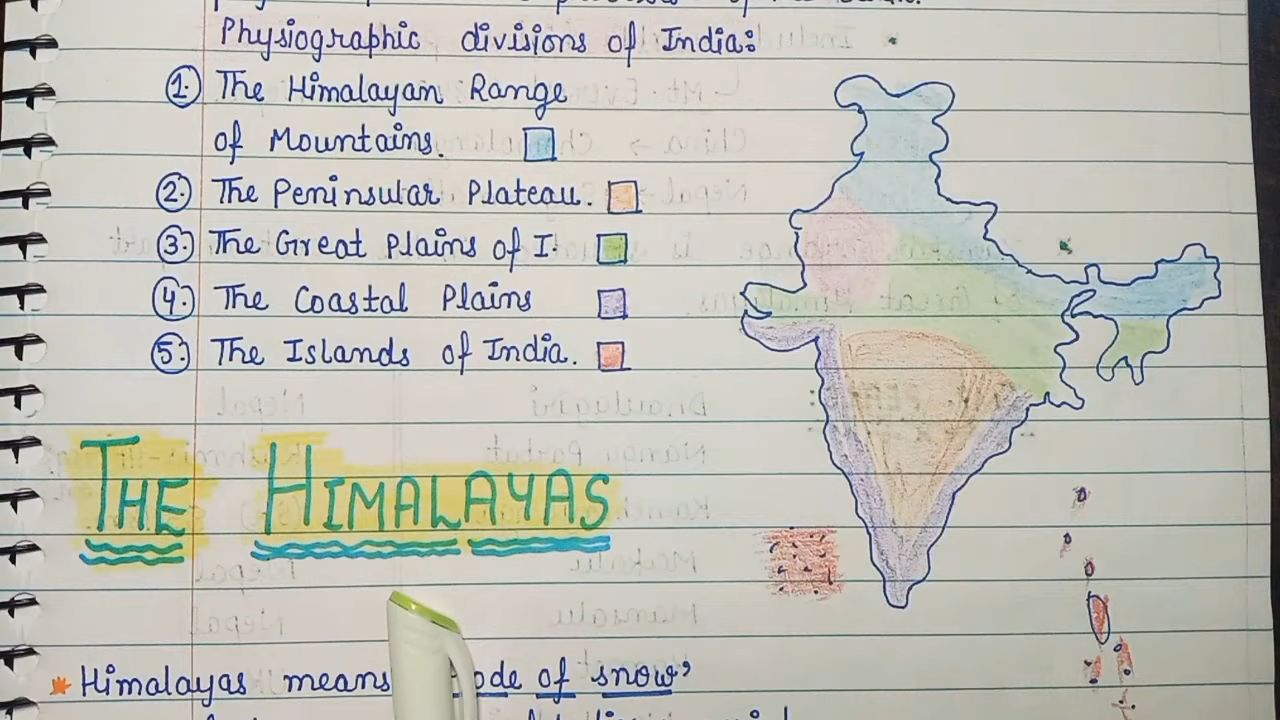 Physiographic divisions of India:
1. The Himalayan Range
of Mountains.
2. The Peninsular Plateau.
3. The Great Plains of I.
4. The Coastal Plains
5. The Islands of India.
THE HIMALAYAS
* Himalayas means of snow'